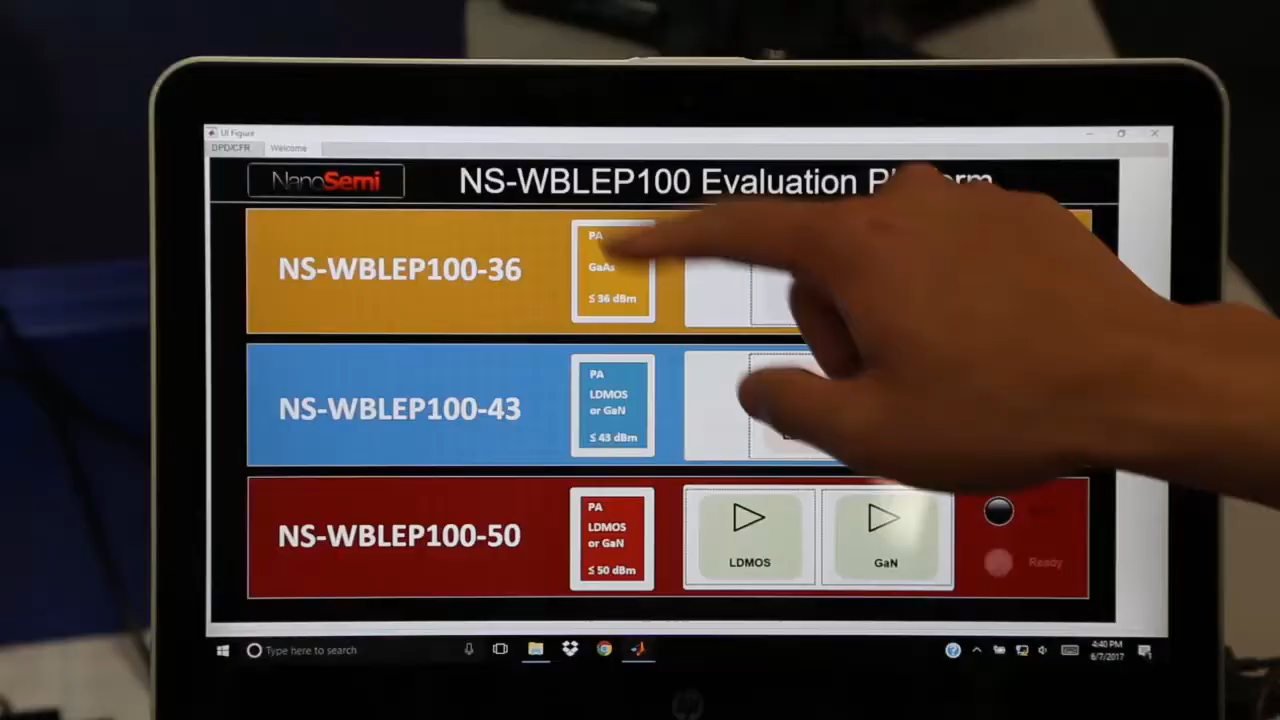 UI Figure
DPD/CFR Welcome
NanoSemi NS-WBLEP100 Evaluation
NS-WBLEP100-36
PA
GaAs
≤ 36 dBm
NS-WBLEP100-43
PA
LDMOS
or GaN
≤ 43 dBm
NS-WBLEP100-50
PA
LDMOS
or GaN
≤ 50 dBm
LDMOS
GaN
Ready
Type here to search
4:40 PM
6/7/2017
hp